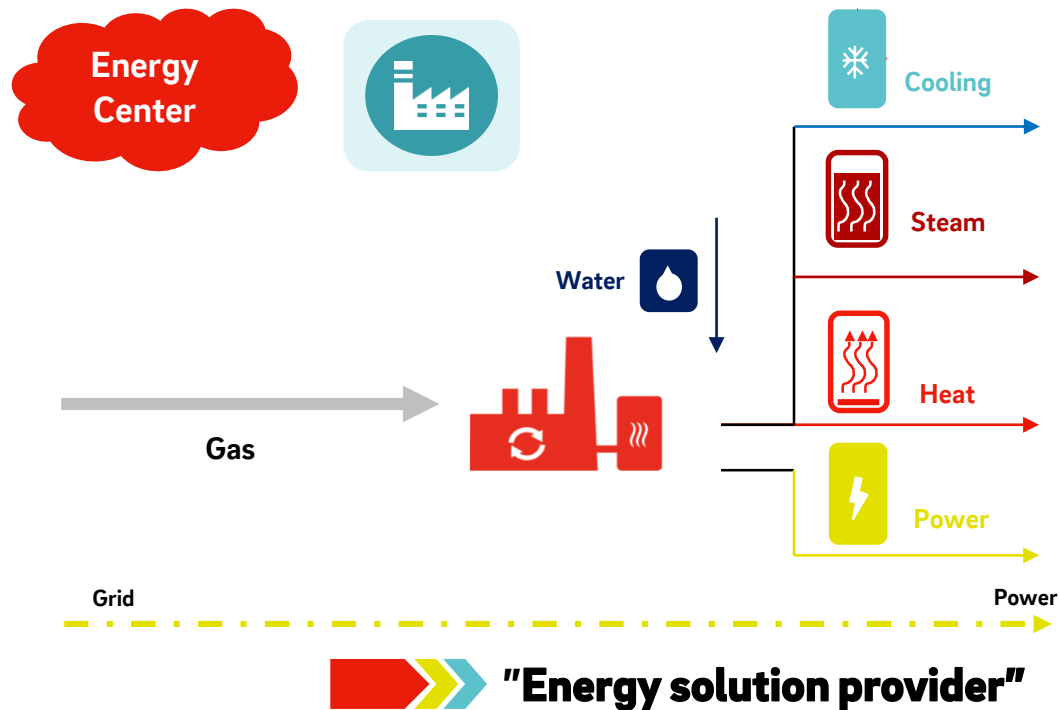 Energy
Center
Cooling
Steam
Water
Heat
Gas
Power
Grid
Power
"Energy solution provider"